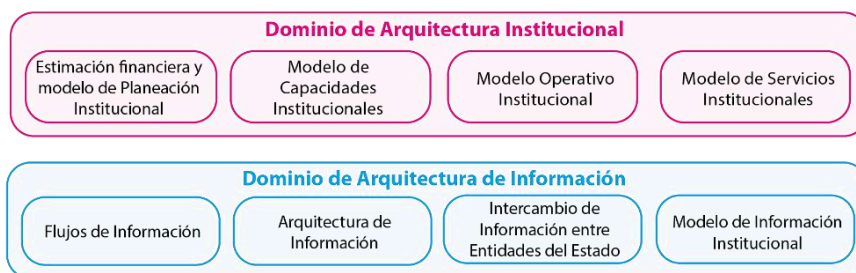 Dominio de Arquitectura Institucional
Estimación financiera y
modelo de Planeación
Institucional
Modelo de
Capacidades
Institucionales
Modelo Operativo
Institucional
Modelo de Servicios
Institucionales
Dominio de Arquitectura de Información
Flujos de Información
Arquitectura de
Información
Intercambio de
Información entre
Entidades del Estado
Modelo de Información
Institucional